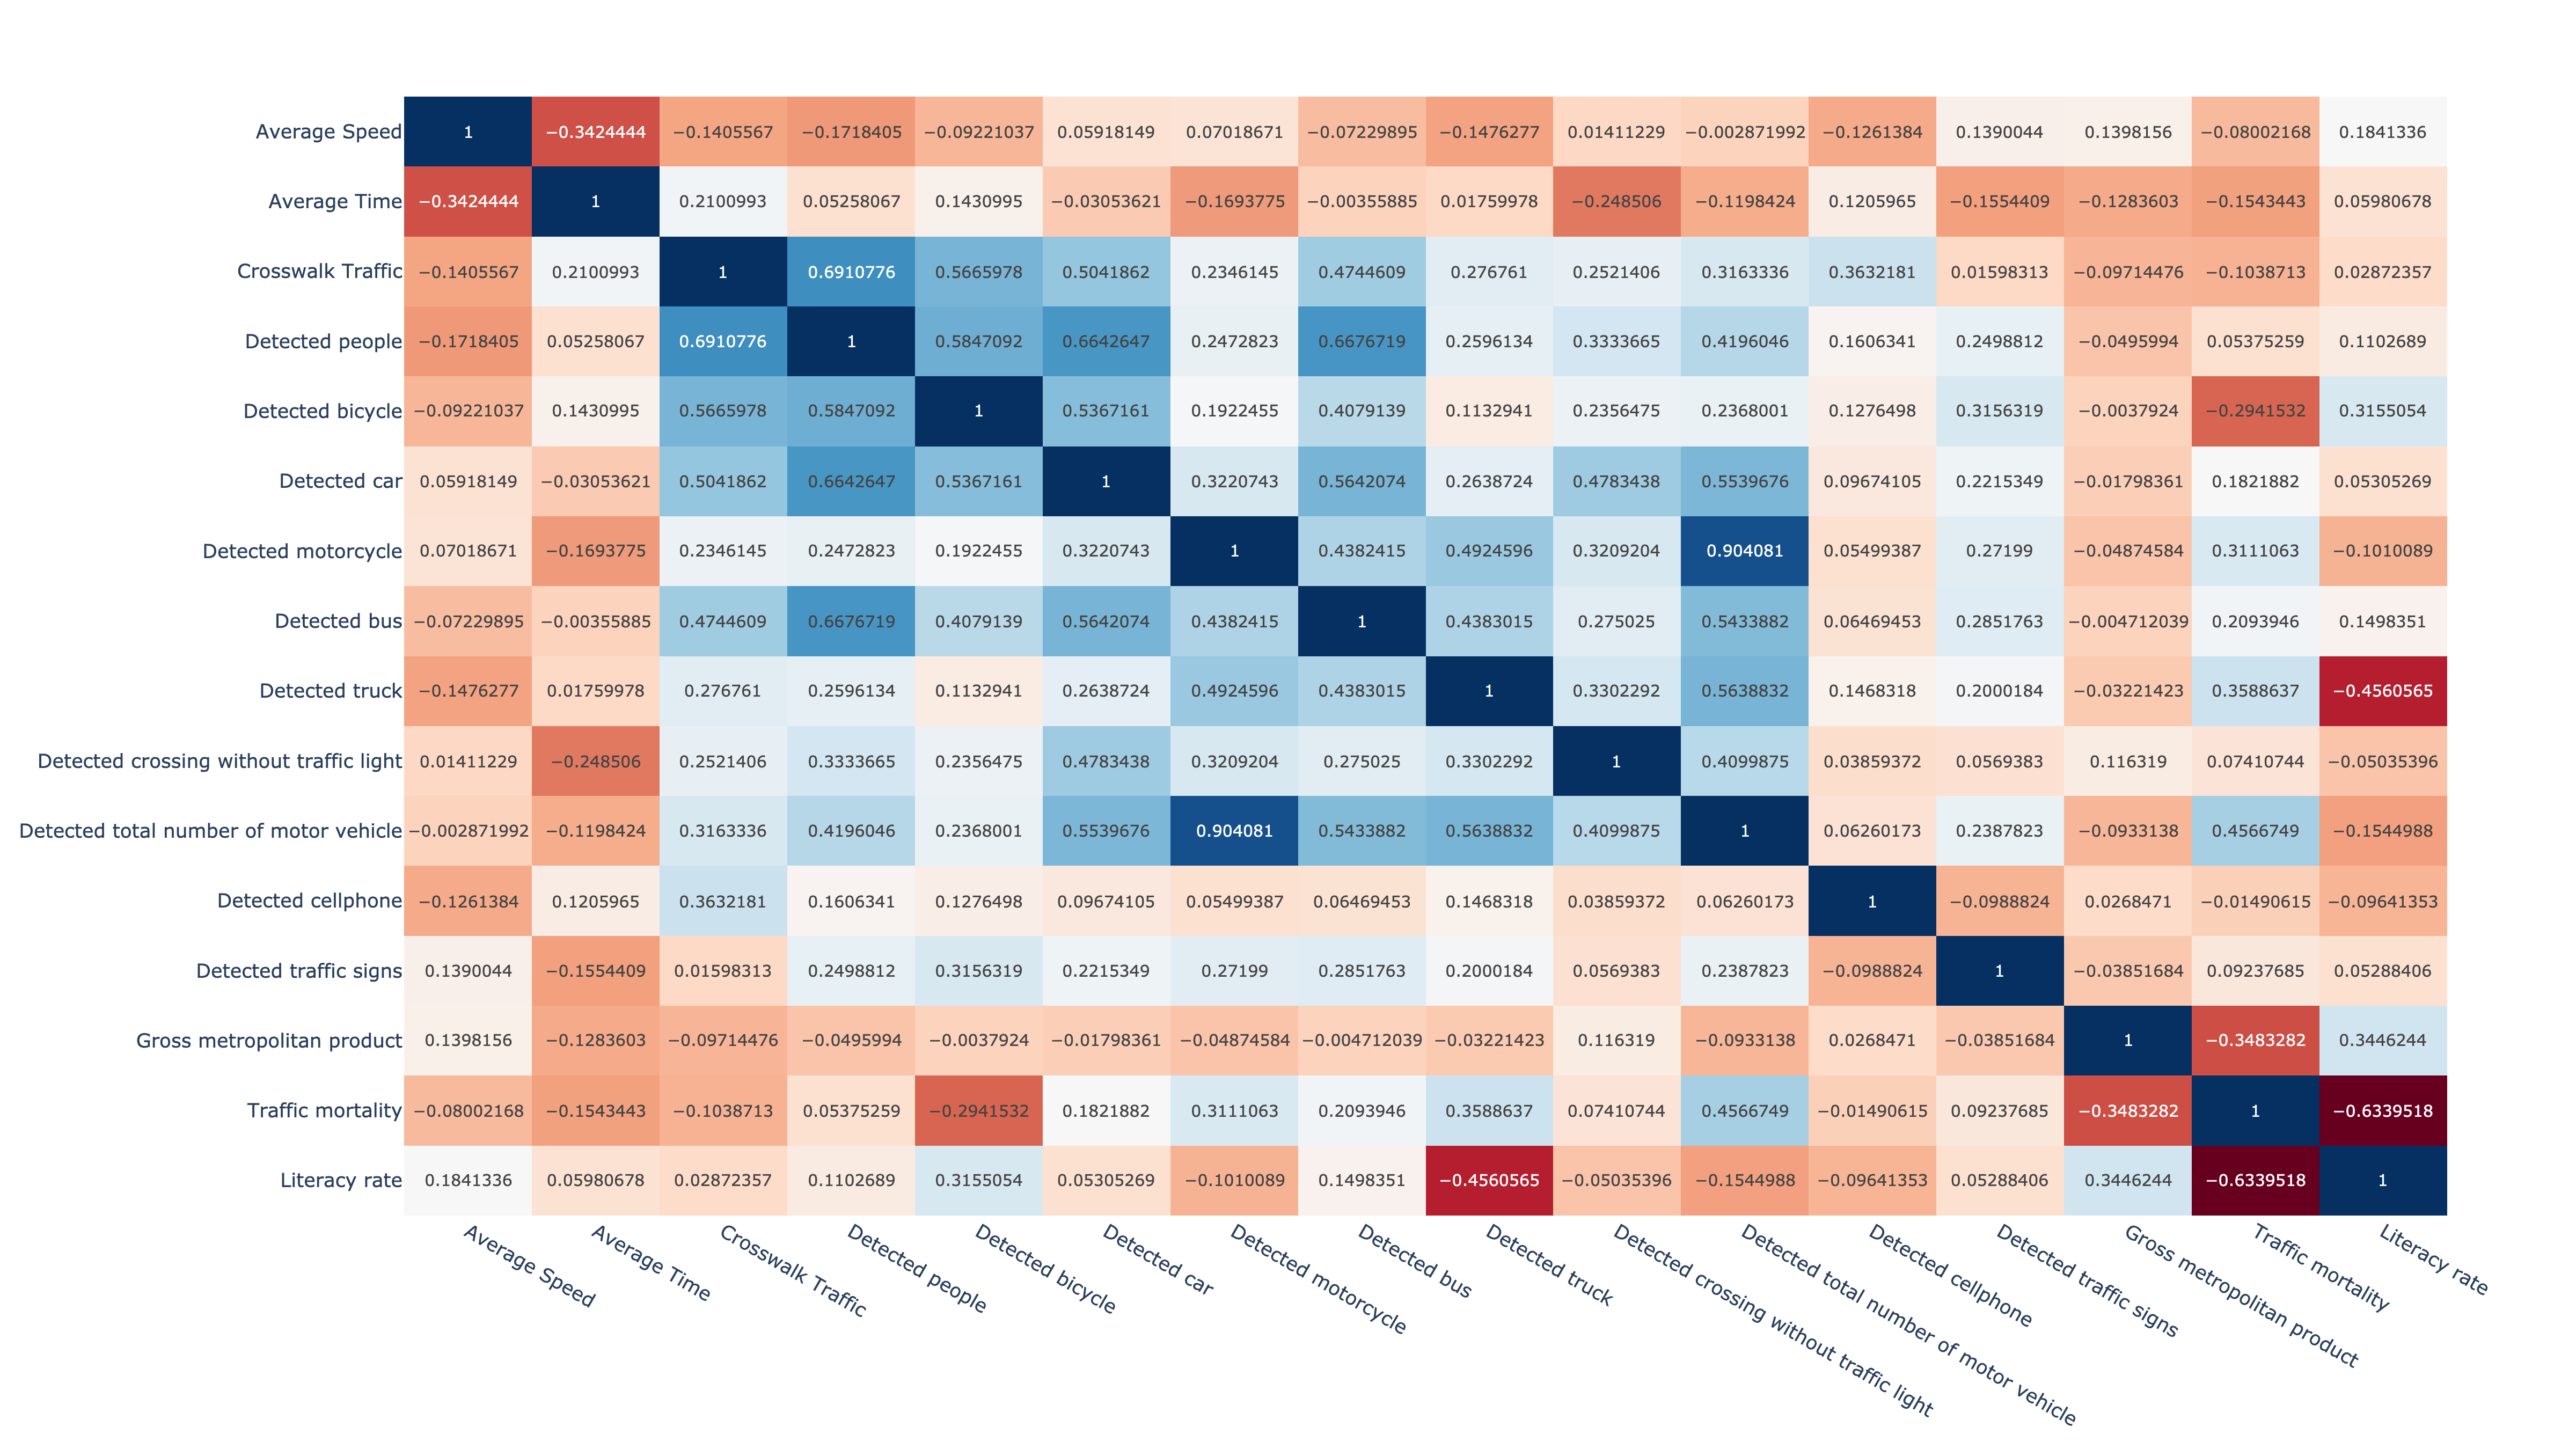 Average Speed 1 −0.3424444 −0.1405567 −0.1718405 −0.09221037 0.05918149 0.07018671 −0.07229895 −0.1476277 0.01411229 −0.002871992 −0.1261384 0.1390044 0.1398156 −0.08002168 0.1841336
Average Time −0.3424444 1 0.2100993 0.05258067 0.1430995 −0.03053621 −0.1693775 −0.00355885 0.01759978 −0.248506 −0.1198424 0.1205965 −0.1554409 −0.1283603 −0.1543443 0.05980678
Crosswalk Traffic −0.1405567 0.2100993 1 0.6910776 0.5665978 0.5041862 0.2346145 0.4744609 0.276761 0.2521406 0.3163336 0.3632181 0.01598313 −0.09714476 −0.1038713 0.02872357
Detected people −0.1718405 0.05258067 0.6910776 1 0.5847092 0.6642647 0.2472823 0.6676719 0.2596134 0.3333665 0.4196046 0.1606341 0.2498812 −0.0495994 0.05375259 0.1102689
Detected bicycle −0.09221037 0.1430995 0.5665978 0.5847092 1 0.5367161 0.1922455 0.4079139 0.1132941 0.2356475 0.2368001 0.1276498 0.3156319 −0.0037924 −0.2941532 0.3155054
Detected car 0.05918149 −0.03053621 0.5041862 0.6642647 0.5367161 1 0.3220743 0.5642074 0.2638724 0.4783438 0.5539676 0.09674105 0.2215349 −0.01798361 0.1821882 0.05305269
Detected motorcycle 0.07018671 −0.1693775 0.2346145 0.2472823 0.1922455 0.3220743 1 0.4382415 0.4924596 0.3209204 0.904081 0.05499387 0.27199 −0.04874584 0.3111063 −0.1010089
Detected bus −0.07229895 −0.00355885 0.4744609 0.6676719 0.4079139 0.5642074 0.4382415 1 0.4383015 0.275025 0.5433882 0.06469453 0.2851763 −0.004712039 0.2093946 0.1498351
Detected truck −0.1476277 0.01759978 0.276761 0.2596134 0.1132941 0.2638724 0.4924596 0.4383015 1 0.3302292 0.5638832 0.1468318 0.2000184 −0.03221423 0.3588637 −0.4560565
Detected crossing without traffic light 0.01411229 −0.248506 0.2521406 0.3333665 0.2356475 0.4783438 0.3209204 0.275025 0.3302292 1 0.4099875 0.03859372 0.0569383 0.116319 0.07410744 −0.05035396
Detected total number of motor vehicle −0.002871992 −0.1198424 0.3163336 0.4196046 0.2368001 0.5539676 0.904081 0.5433882 0.5638832 0.4099875 1 0.06260173 0.2387823 −0.0933138 0.4566749 −0.1544988
Detected cellphone −0.1261384 0.1205965 0.3632181 0.1606341 0.1276498 0.09674105 0.05499387 0.06469453 0.1468318 0.03859372 0.06260173 1 −0.0988824 0.0268471 −0.01490615 −0.09641353
Detected traffic signs 0.1390044 −0.1554409 0.01598313 0.2498812 0.3156319 0.2215349 0.27199 0.2851763 0.2000184 0.0569383 0.2387823 −0.0988824 1 −0.03851684 0.09237685 0.05288406
Gross metropolitan product 0.1398156 −0.1283603 −0.09714476 −0.0495994 −0.0037924 −0.01798361 −0.04874584 −0.004712039 −0.03221423 0.116319 −0.0933138 0.0268471 −0.03851684 1 −0.3483282 0.3446244
Traffic mortality −0.08002168 −0.1543443 −0.1038713 0.05375259 −0.2941532 0.1821882 0.3111063 0.2093946 0.3588637 0.07410744 0.4566749 −0.01490615 0.09237685 −0.3483282 1 −0.6339518
Literacy rate 0.1841336 0.05980678 0.02872357 0.1102689 0.3155054 0.05305269 −0.1010089 0.1498351 −0.4560565 −0.05035396 −0.1544988 −0.09641353 0.05288406 0.3446244 −0.6339518 1
Average Speed
Average Time
Crosswalk Traffic
Detected people
Detected bicycle
Detected car
Detected motorcycle
Detected bus
Detected truck
Detected crossing without traffic light
Detected total number of motor vehicle
Detected cellphone
Detected traffic signs
Gross metropolitan product
Traffic mortality
Literacy rate